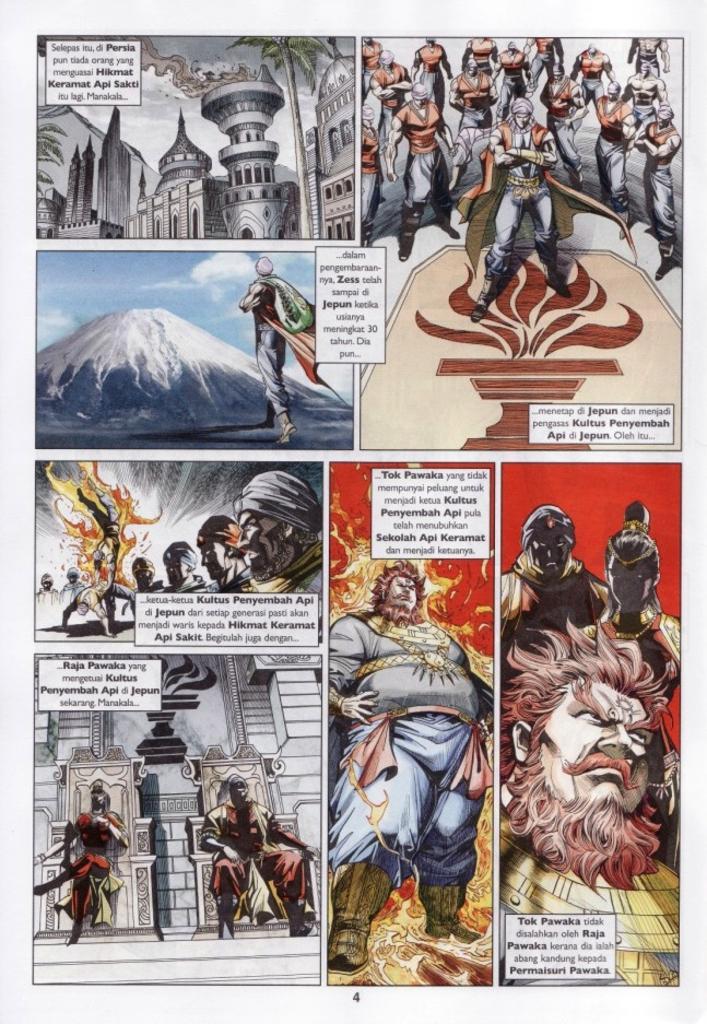 Selepas itu, di Persia
pun tiada orang yang
menguasai Hikmat
Keramat Api Sakti
itu lagi. Manakala...
...dalam
pengembaraan-
nya, Zess telah
sampai di
Jepun ketika
usianya
meningkat 30
tahun. Dia
pun...
...menetap di Jepun dan menjadi
pengasas Kultus Penyembah
Api di Jepun. Oleh itu...
...ketua-ketua Kultus Penyembah Api
di Jepun dari setiap generasi pasti akan
menjadi waris kepada Hikmat Keramat
Api Sakit. Begitulah juga dengan...
...Raja Pawaka yang
mengetuai Kultus
Penyembah Api di Jepun
sekarang. Manakala...
...Tok Pawaka yang tidak
mempunyai peluang untuk
menjadi ketua Kultus
Penyembah Api pula
telah menubuhkan
Sekolah Api Keramat
dan menjadi ketuanya.
Tok Pawaka tidak
disalahkan oleh Raja
Pawaka kerana dia ialah
abang kandung kepada
Permaisuri Pawaka.
4